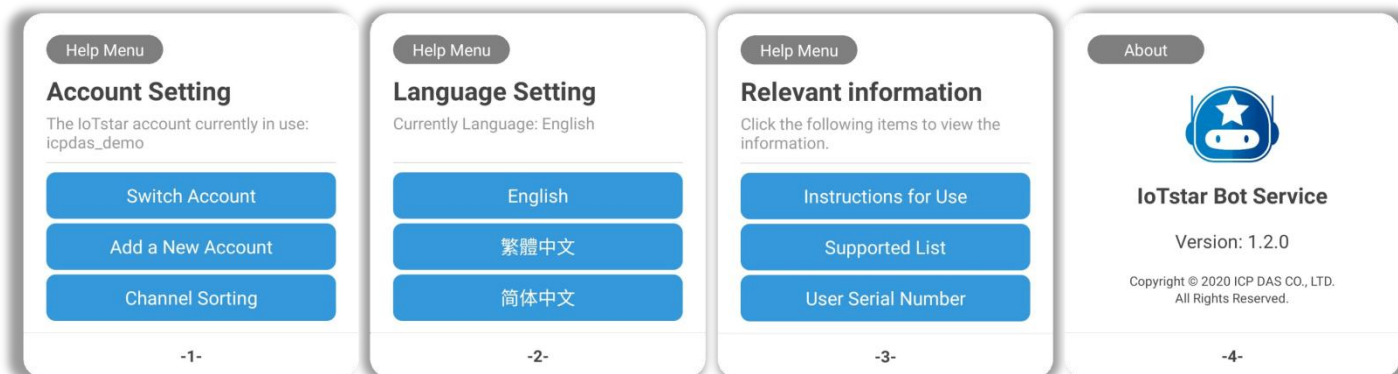 Help Menu
Account Setting
The IoTstar account currently in use:
icpdas_demo
Switch Account
Add a New Account
Channel Sorting
-1-
Help Menu
Language Setting
Currently Language: English
English
繁體中文
简体中文
-2-
Help Menu
Relevant information
Click the following items to view the
information.
Instructions for Use
Supported List
User Serial Number
-3-
About
IoTstar Bot Service
Version: 1.2.0
Copyright © 2020 ICP DAS CO., LTD.
All Rights Reserved.
-4-